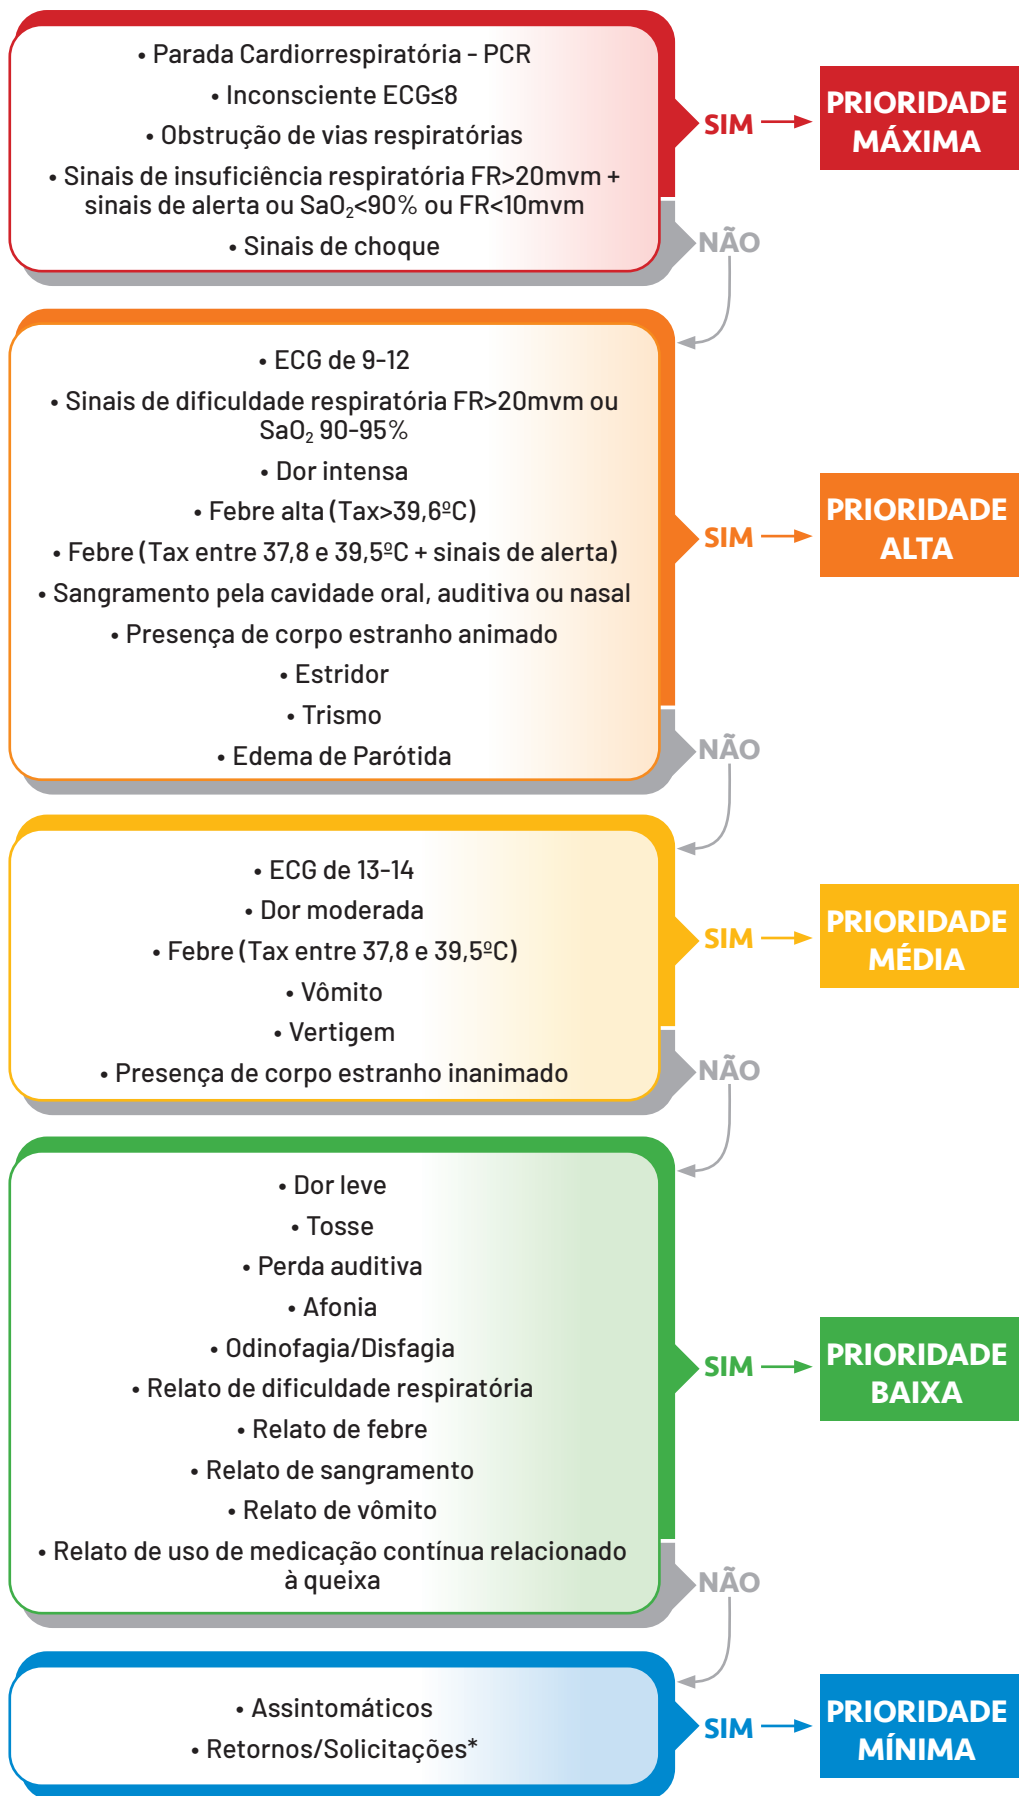 • Parada Cardiorrespiratória - PCR
• Inconsciente ECG≤8
• Obstrução de vias respiratórias
• Sinais de insuficiência respiratória FR>20mvm +
sinais de alerta ou SaO₂<90% ou FR<10mvm
• Sinais de choque
SIM
PRIORIDADE
MÁXIMA
NÃO
• ECG de 9-12
• Sinais de dificuldade respiratória FR>20mvm ou
SaO₂ 90-95%
• Dor intensa
• Febre alta (Tax>39,6ºC)
• Febre (Tax entre 37,8 e 39,5ºC + sinais de alerta)
• Sangramento pela cavidade oral, auditiva ou nasal
• Presença de corpo estranho animado
• Estridor
• Trismo
• Edema de Parótida
SIM
PRIORIDADE
ALTA
NÃO
• ECG de 13-14
• Dor moderada
• Febre (Tax entre 37,8 e 39,5ºC)
• Vômito
• Vertigem
• Presença de corpo estranho inanimado
SIM
PRIORIDADE
MÉDIA
NÃO
• Dor leve
• Tosse
• Perda auditiva
• Afonia
• Odinofagia/Disfagia
• Relato de dificuldade respiratória
• Relato de febre
• Relato de sangramento
• Relato de vômito
• Relato de uso de medicação contínua relacionado
à queixa
SIM
PRIORIDADE
BAIXA
NÃO
• Assintomáticos
• Retornos/Solicitações*
SIM
PRIORIDADE
MÍNIMA